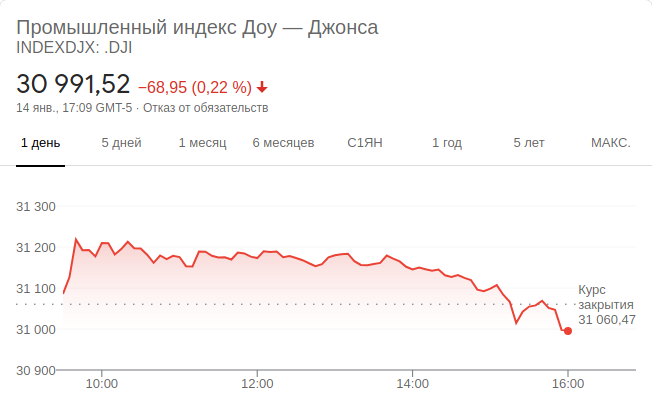 Промышленный индекс Доу — Джонса
INDEXDJX: .DJI
30 991,52 −68,95 (0,22 %)
14 янв., 17:09 GMT-5 · Отказ от обязательств
1 день 5 дней 1 месяц 6 месяцев С1ЯН 1 год 5 лет МАКС.
31 300
31 200
31 100
31 000
30 900
Курс
закрытия
31 060,47
10:00 12:00 14:00 16:00